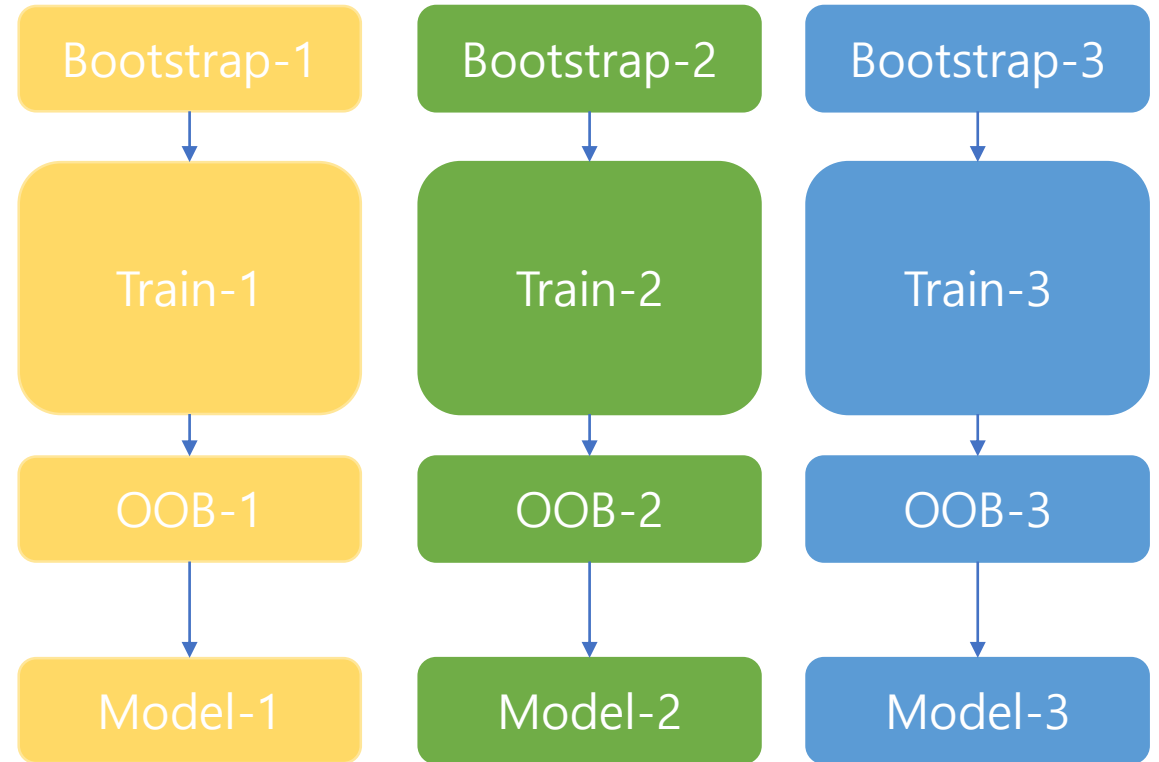 Bootstrap-1
Bootstrap-2
Bootstrap-3
Train-1
Train-2
Train-3
OOB-1
OOB-2
OOB-3
Model-1
Model-2
Model-3